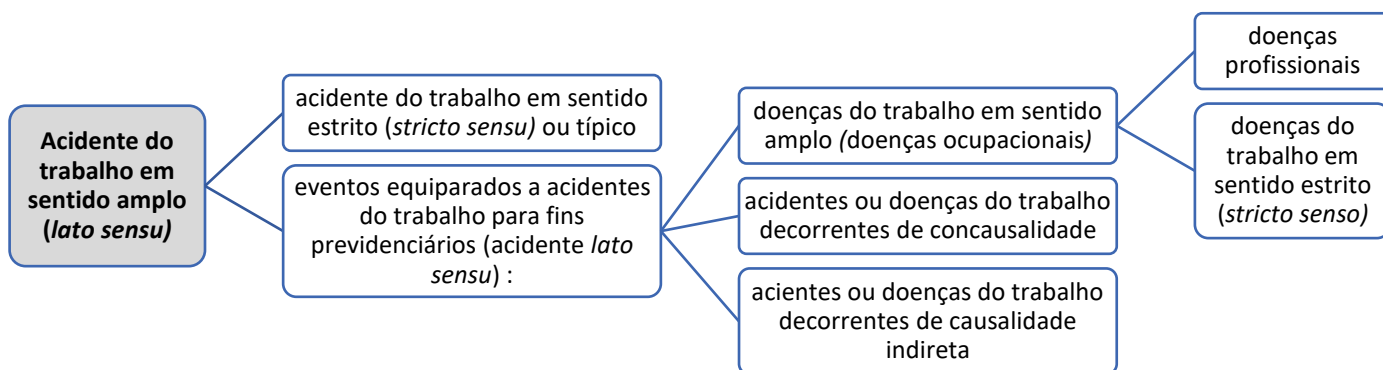 Acidente do
trabalho em
sentido amplo
(lato sensu)
acidente do trabalho em sentido
estrito (stricto sensu) ou típico
eventos equiparados a acidentes
do trabalho para fins
previdenciários (acidente lato
sensu) :
doenças do trabalho em sentido
amplo (doenças ocupacionais)
acidentes ou doenças do trabalho
decorrentes de concausalidade
acientes ou doenças do trabalho
decorrentes de causalidade
indireta
doenças
profissionais
doenças do
trabalho em
sentido estrito
(stricto senso)